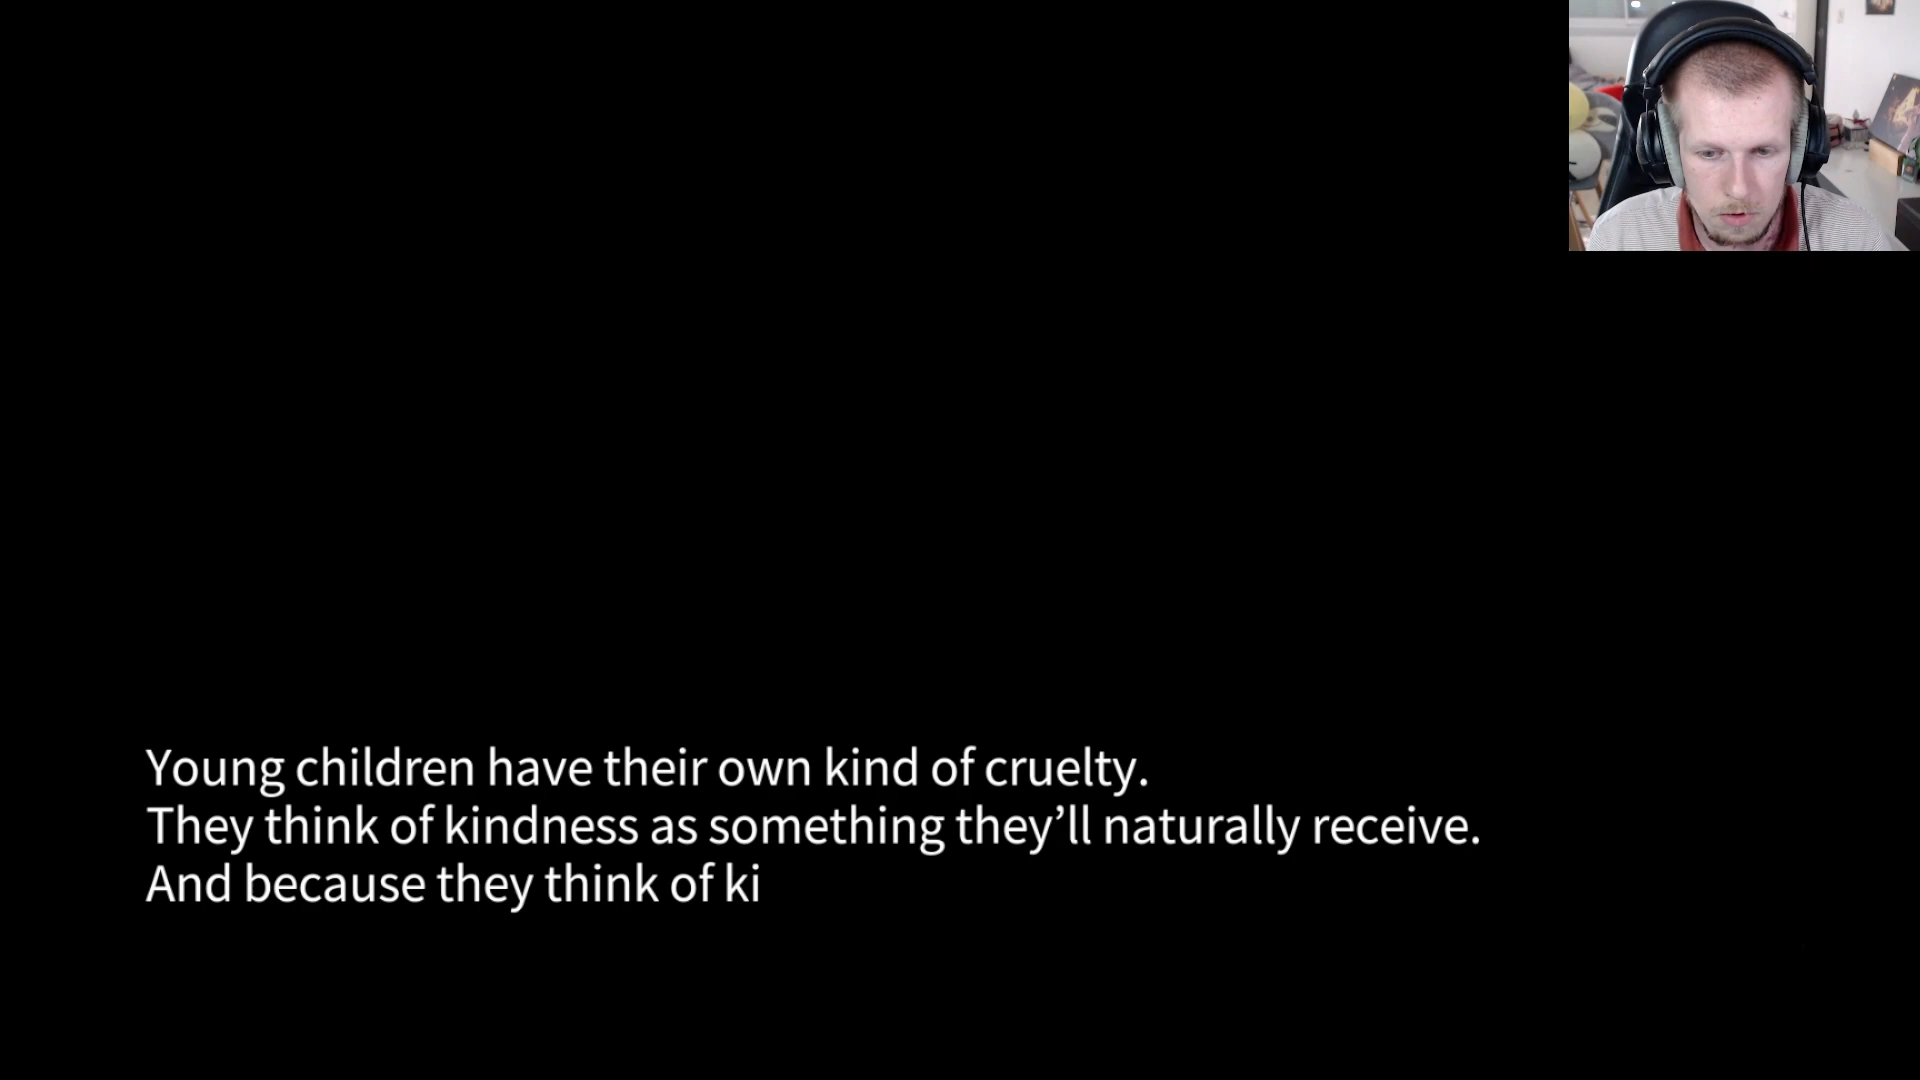 Young children have their own kind of cruelty.
They think of kindness as something they’ll naturally receive.
And because they think of ki